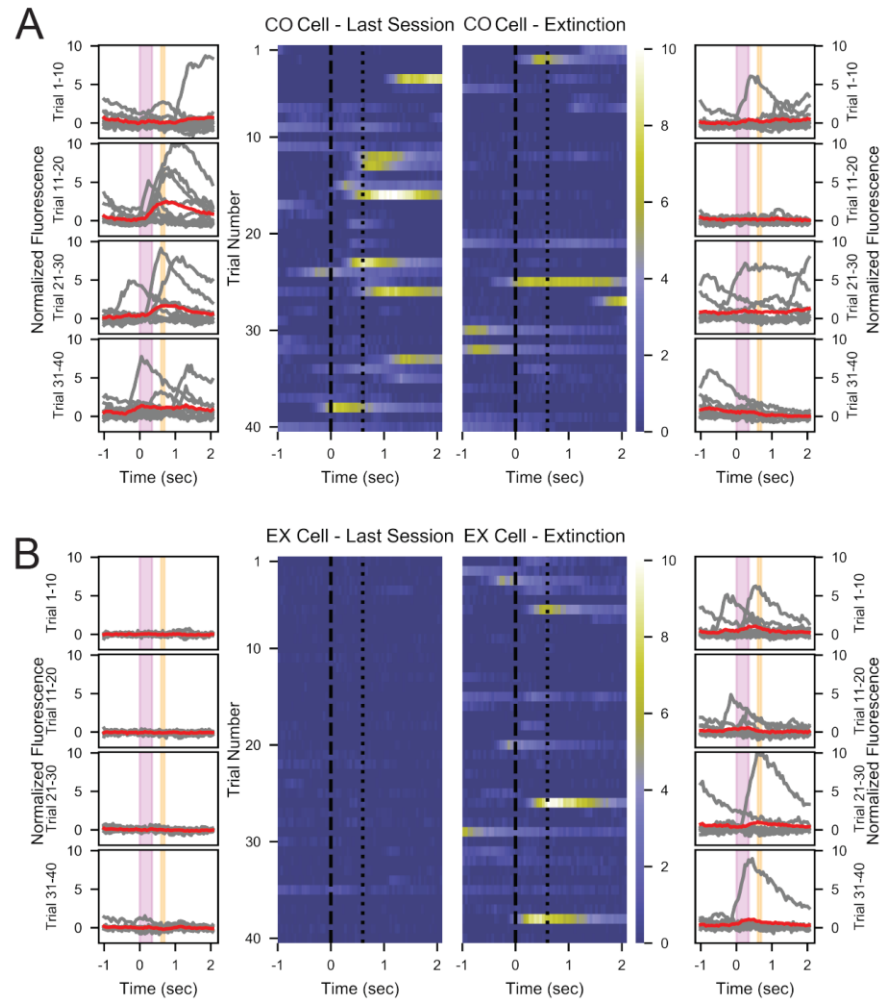 A
CO Cell - Last Session
CO Cell - Extinction
Normalized Fluorescence
Trial 1-10
10
5
0
Trial 11-20
10
5
0
Trial 21-30
10
5
0
Trial 31-40
10
5
0
-1 0 1 2
Time (sec)
Trial Number
1
10
20
30
40
-1 0 1 2
Time (sec)
-1 0 1 2
Time (sec)
10
8
6
4
2
0
10
5
0
Trial 1-10
10
5
0
Trial 11-20
10
5
0
Trial 21-30
10
5
0
Trial 31-40
Normalized Fluorescence
-1 0 1 2
Time (sec)
B
EX Cell - Last Session
EX Cell - Extinction
Normalized Fluorescence
Trial 1-10
10
5
0
Trial 11-20
10
5
0
Trial 21-30
10
5
0
Trial 31-40
10
5
0
-1 0 1 2
Time (sec)
Trial Number
1
10
20
30
40
-1 0 1 2
Time (sec)
-1 0 1 2
Time (sec)
10
8
6
4
2
0
10
5
0
Trial 1-10
10
5
0
Trial 11-20
10
5
0
Trial 21-30
10
5
0
Trial 31-40
Normalized Fluorescence
-1 0 1 2
Time (sec)